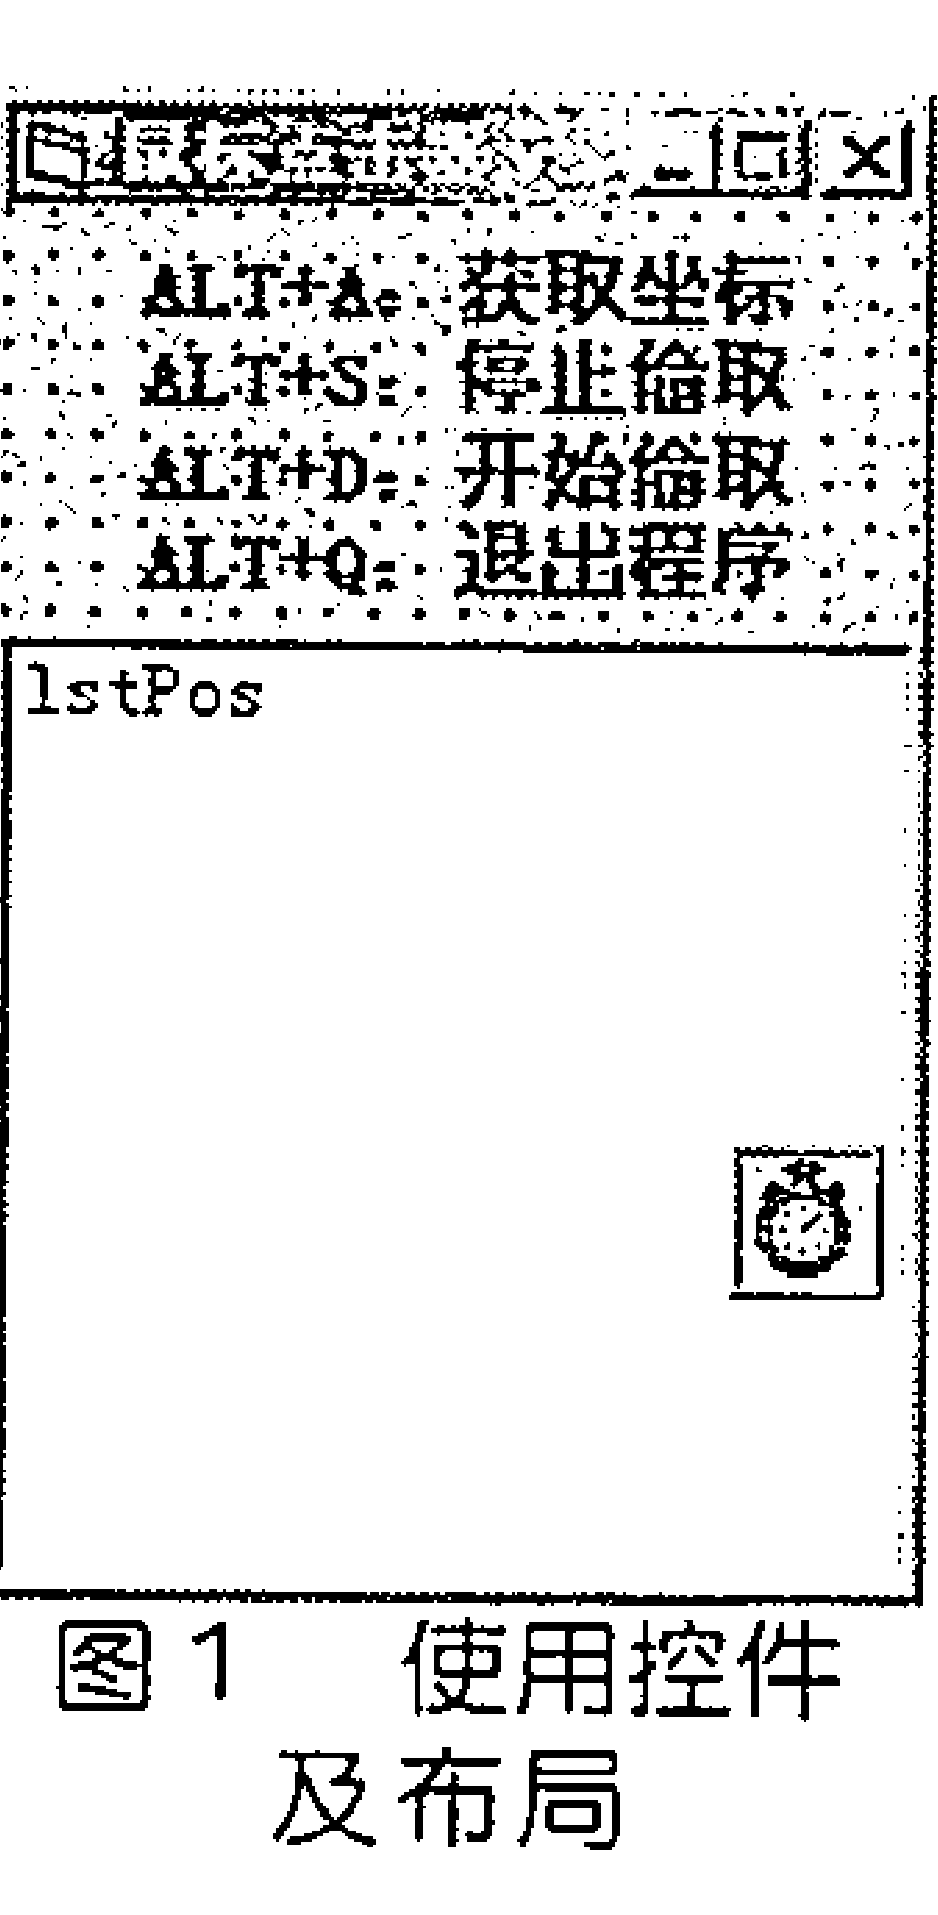 ALT+A: 获取坐标
ALT+S: 停止拾取
ALT+D: 开始拾取
ALT+Q: 退出程序
lstPos
图1 使用控件
及布局